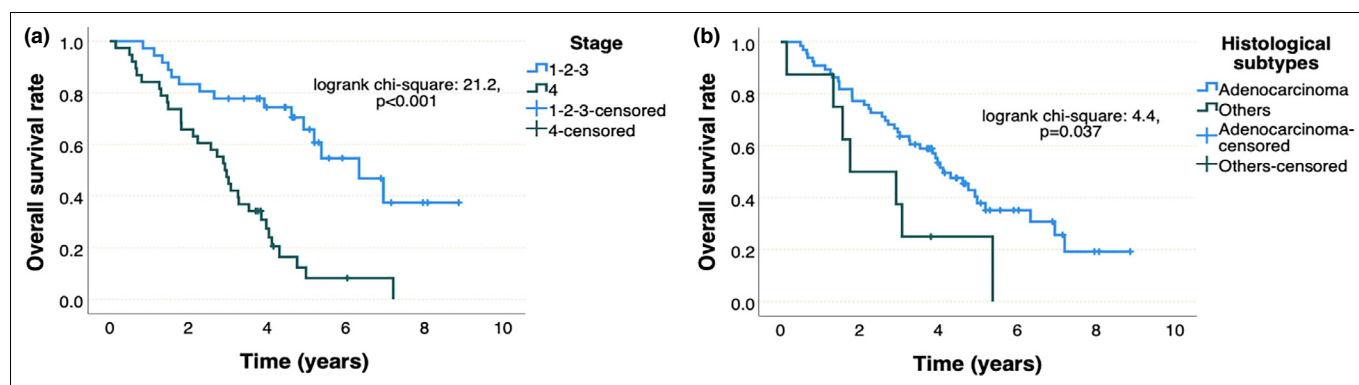 (a)
Overall survival rate
1.0
0.8
0.6
0.4
0.2
0.0
0 2 4 6 8 10
Time (years)
logrank chi-square: 21.2,
p<0.001
Stage
1-2-3
4
1-2-3-censored
4-censored
(b)
Overall survival rate
1.0
0.8
0.6
0.4
0.2
0.0
0 2 4 6 8 10
Time (years)
logrank chi-square: 4.4,
p=0.037
Histological
subtypes
Adenocarcinoma
Others
Adenocarcinoma-
censored
Others-censored